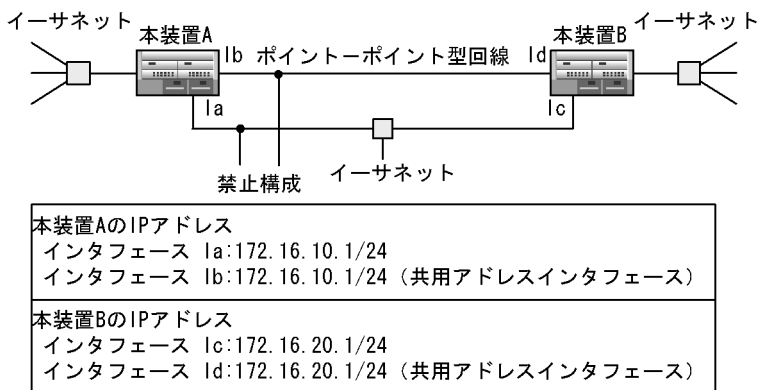 イーサネット
本装置A
Ib ポイントーポイント型回線 Id
本装置B
イーサネット
Ia
Ic
禁止構成
イーサネット
本装置AのIPアドレス
インタフェース Ia:172.16.10.1/24
インタフェース Ib:172.16.10.1/24(共用アドレスインタフェース)
本装置BのIPアドレス
インタフェース Ic:172.16.20.1/24
インタフェース Id:172.16.20.1/24(共用アドレスインタフェース)